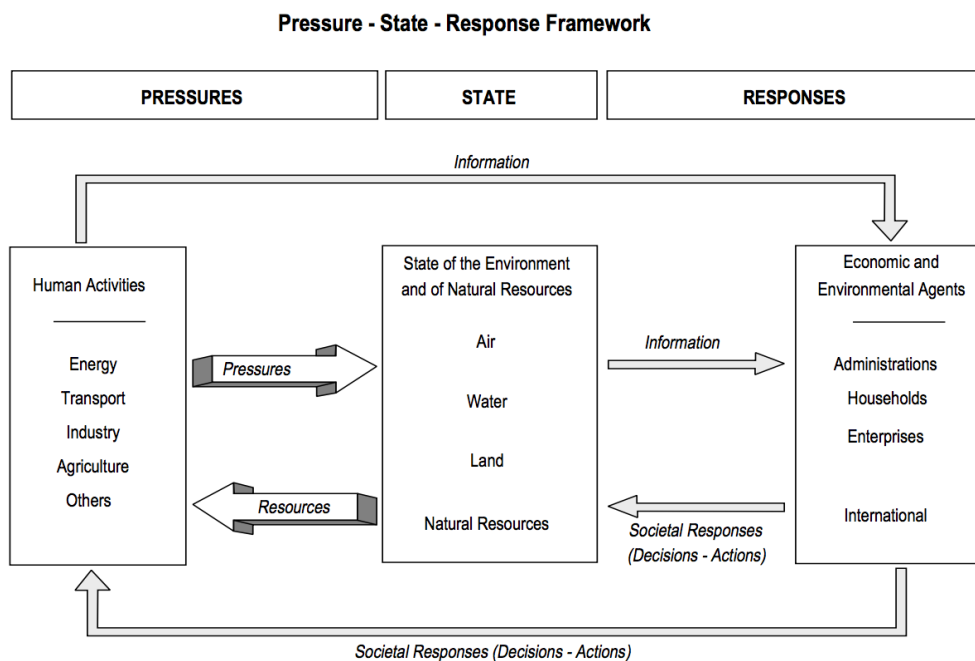 Pressure - State - Response Framework
PRESSURES
STATE
RESPONSES
Information
Human Activities
Energy
Transport
Industry
Agriculture
Others
Pressures
Resources
State of the Environment
and of Natural Resources
Air
Water
Land
Natural Resources
Information
Societal Responses
(Decisions - Actions)
Economic and
Environmental Agents
Administrations
Households
Enterprises
International
Societal Responses (Decisions - Actions)